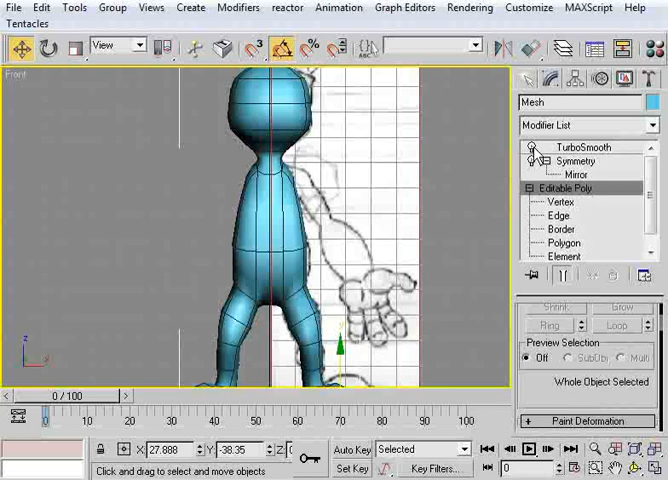 File Edit Tools Group Views Create Modifiers reactor Animation Graph Editors Rendering Customize MAXScript Help
Tentacles
View
3
%
ABC
Front
Mesh
Modifier List
TurboSmooth
Symmetry
Mirror
Editable Poly
Vertex
Edge
Border
Polygon
Element
Shrink Grow
Ring Loop
Preview Selection
Off SubObj Multi
Whole Object Selected
+ Paint Deformation
z
x
y
< 0 / 100 >
0 10 20 30 40 50 60 70 80 90 100
X: 27.888 Y: -38.35 Z:
Auto Key Selected
Click and drag to select and move objects
Set Key Key Filters... 0